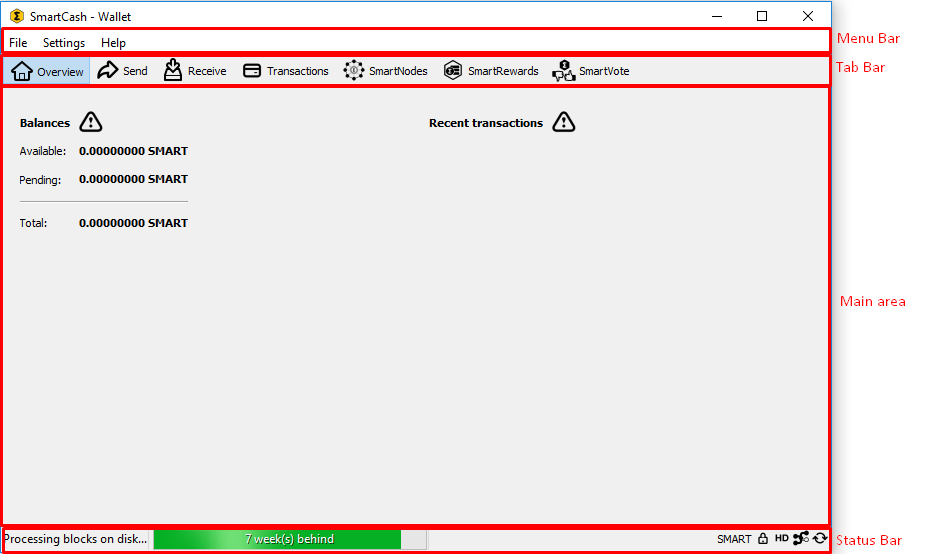 SmartCash - Wallet
File Settings Help
Menu Bar
Overview Send Receive Transactions SmartNodes SmartRewards SmartVote
Tab Bar
Balances
Recent transactions
Available: 0.00000000 SMART
Pending: 0.00000000 SMART
Total: 0.00000000 SMART
Main area
Processing blocks on disk... 7 week(s) behind SMART HD
Status Bar